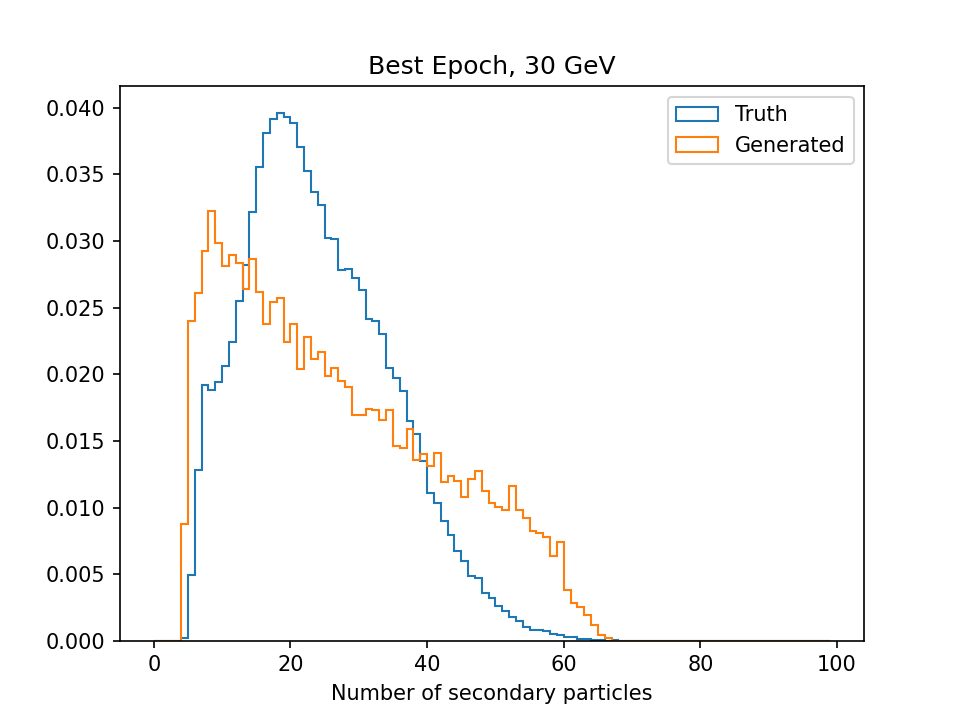 Best Epoch, 30 GeV
Truth
Generated
0.040
0.035
0.030
0.025
0.020
0.015
0.010
0.005
0.000
0 20 40 60 80 100
Number of secondary particles